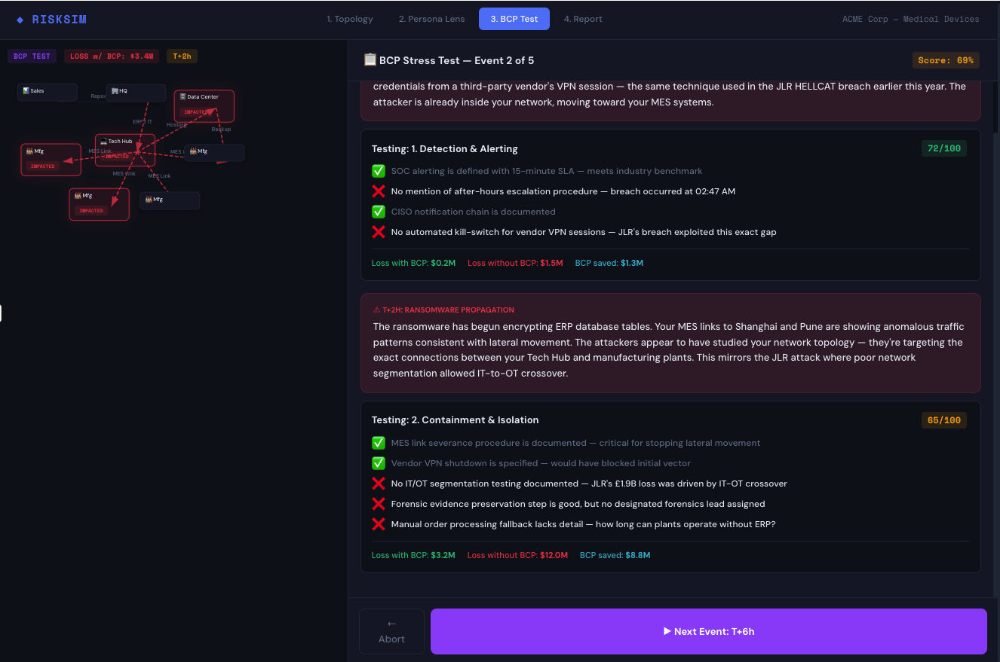 ◆ RISKSIM
1. Topology
2. Persona Lens
3. BCP Test
4. Report
ACME Corp — Medical Devices
BCP TEST
LOSS w/ BCP: $3.4M
T+2h
Sales
Repor
HQ
Data Center
IMPACTED
ERP / IT
Hosting
Backup
Tech Hub
IMPACTED
Mfg
IMPACTED
MES Link
MES L
Mfg
MES Link
MES Link
Mfg
IMPACTED
Mfg
BCP Stress Test — Event 2 of 5
Score: 69%
credentials from a third-party vendor's VPN session — the same technique used in the JLR HELLCAT breach earlier this year. The
attacker is already inside your network, moving toward your MES systems.
Testing: 1. Detection & Alerting
72/100
SOC alerting is defined with 15-minute SLA — meets industry benchmark
No mention of after-hours escalation procedure — breach occurred at 02:47 AM
CISO notification chain is documented
No automated kill-switch for vendor VPN sessions — JLR's breach exploited this exact gap
Loss with BCP: $0.2M Loss without BCP: $1.5M BCP saved: $1.3M
⚠ T+2H: RANSOMWARE PROPAGATION
The ransomware has begun encrypting ERP database tables. Your MES links to Shanghai and Pune are showing anomalous traffic
patterns consistent with lateral movement. The attackers appear to have studied your network topology — they're targeting the
exact connections between your Tech Hub and manufacturing plants. This mirrors the JLR attack where poor network
segmentation allowed IT-to-OT crossover.
Testing: 2. Containment & Isolation
65/100
MES link severance procedure is documented — critical for stopping lateral movement
Vendor VPN shutdown is specified — would have blocked initial vector
No IT/OT segmentation testing documented — JLR's £1.9B loss was driven by IT-OT crossover
Forensic evidence preservation step is good, but no designated forensics lead assigned
Manual order processing fallback lacks detail — how long can plants operate without ERP?
Loss with BCP: $3.2M Loss without BCP: $12.0M BCP saved: $8.8M
←
Abort
▶ Next Event: T+6h